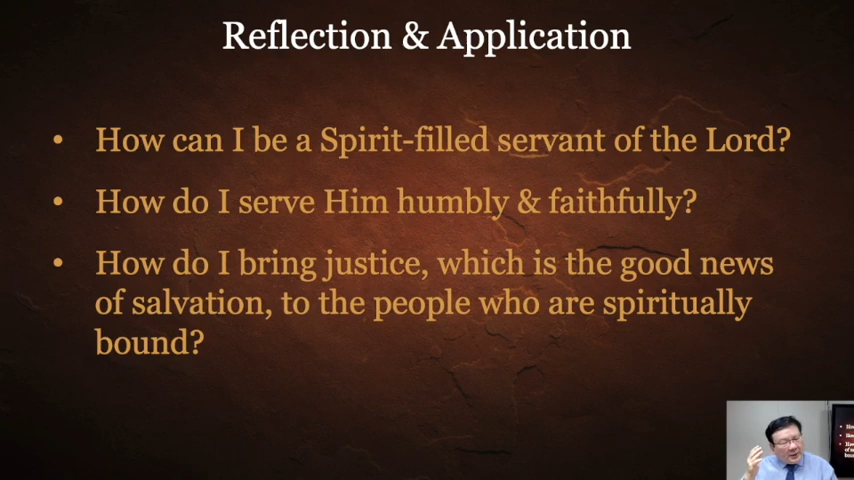 Reflection & Application
• How can I be a Spirit-filled servant of the Lord?
• How do I serve Him humbly & faithfully?
• How do I bring justice, which is the good news
of salvation, to the people who are spiritually
bound?